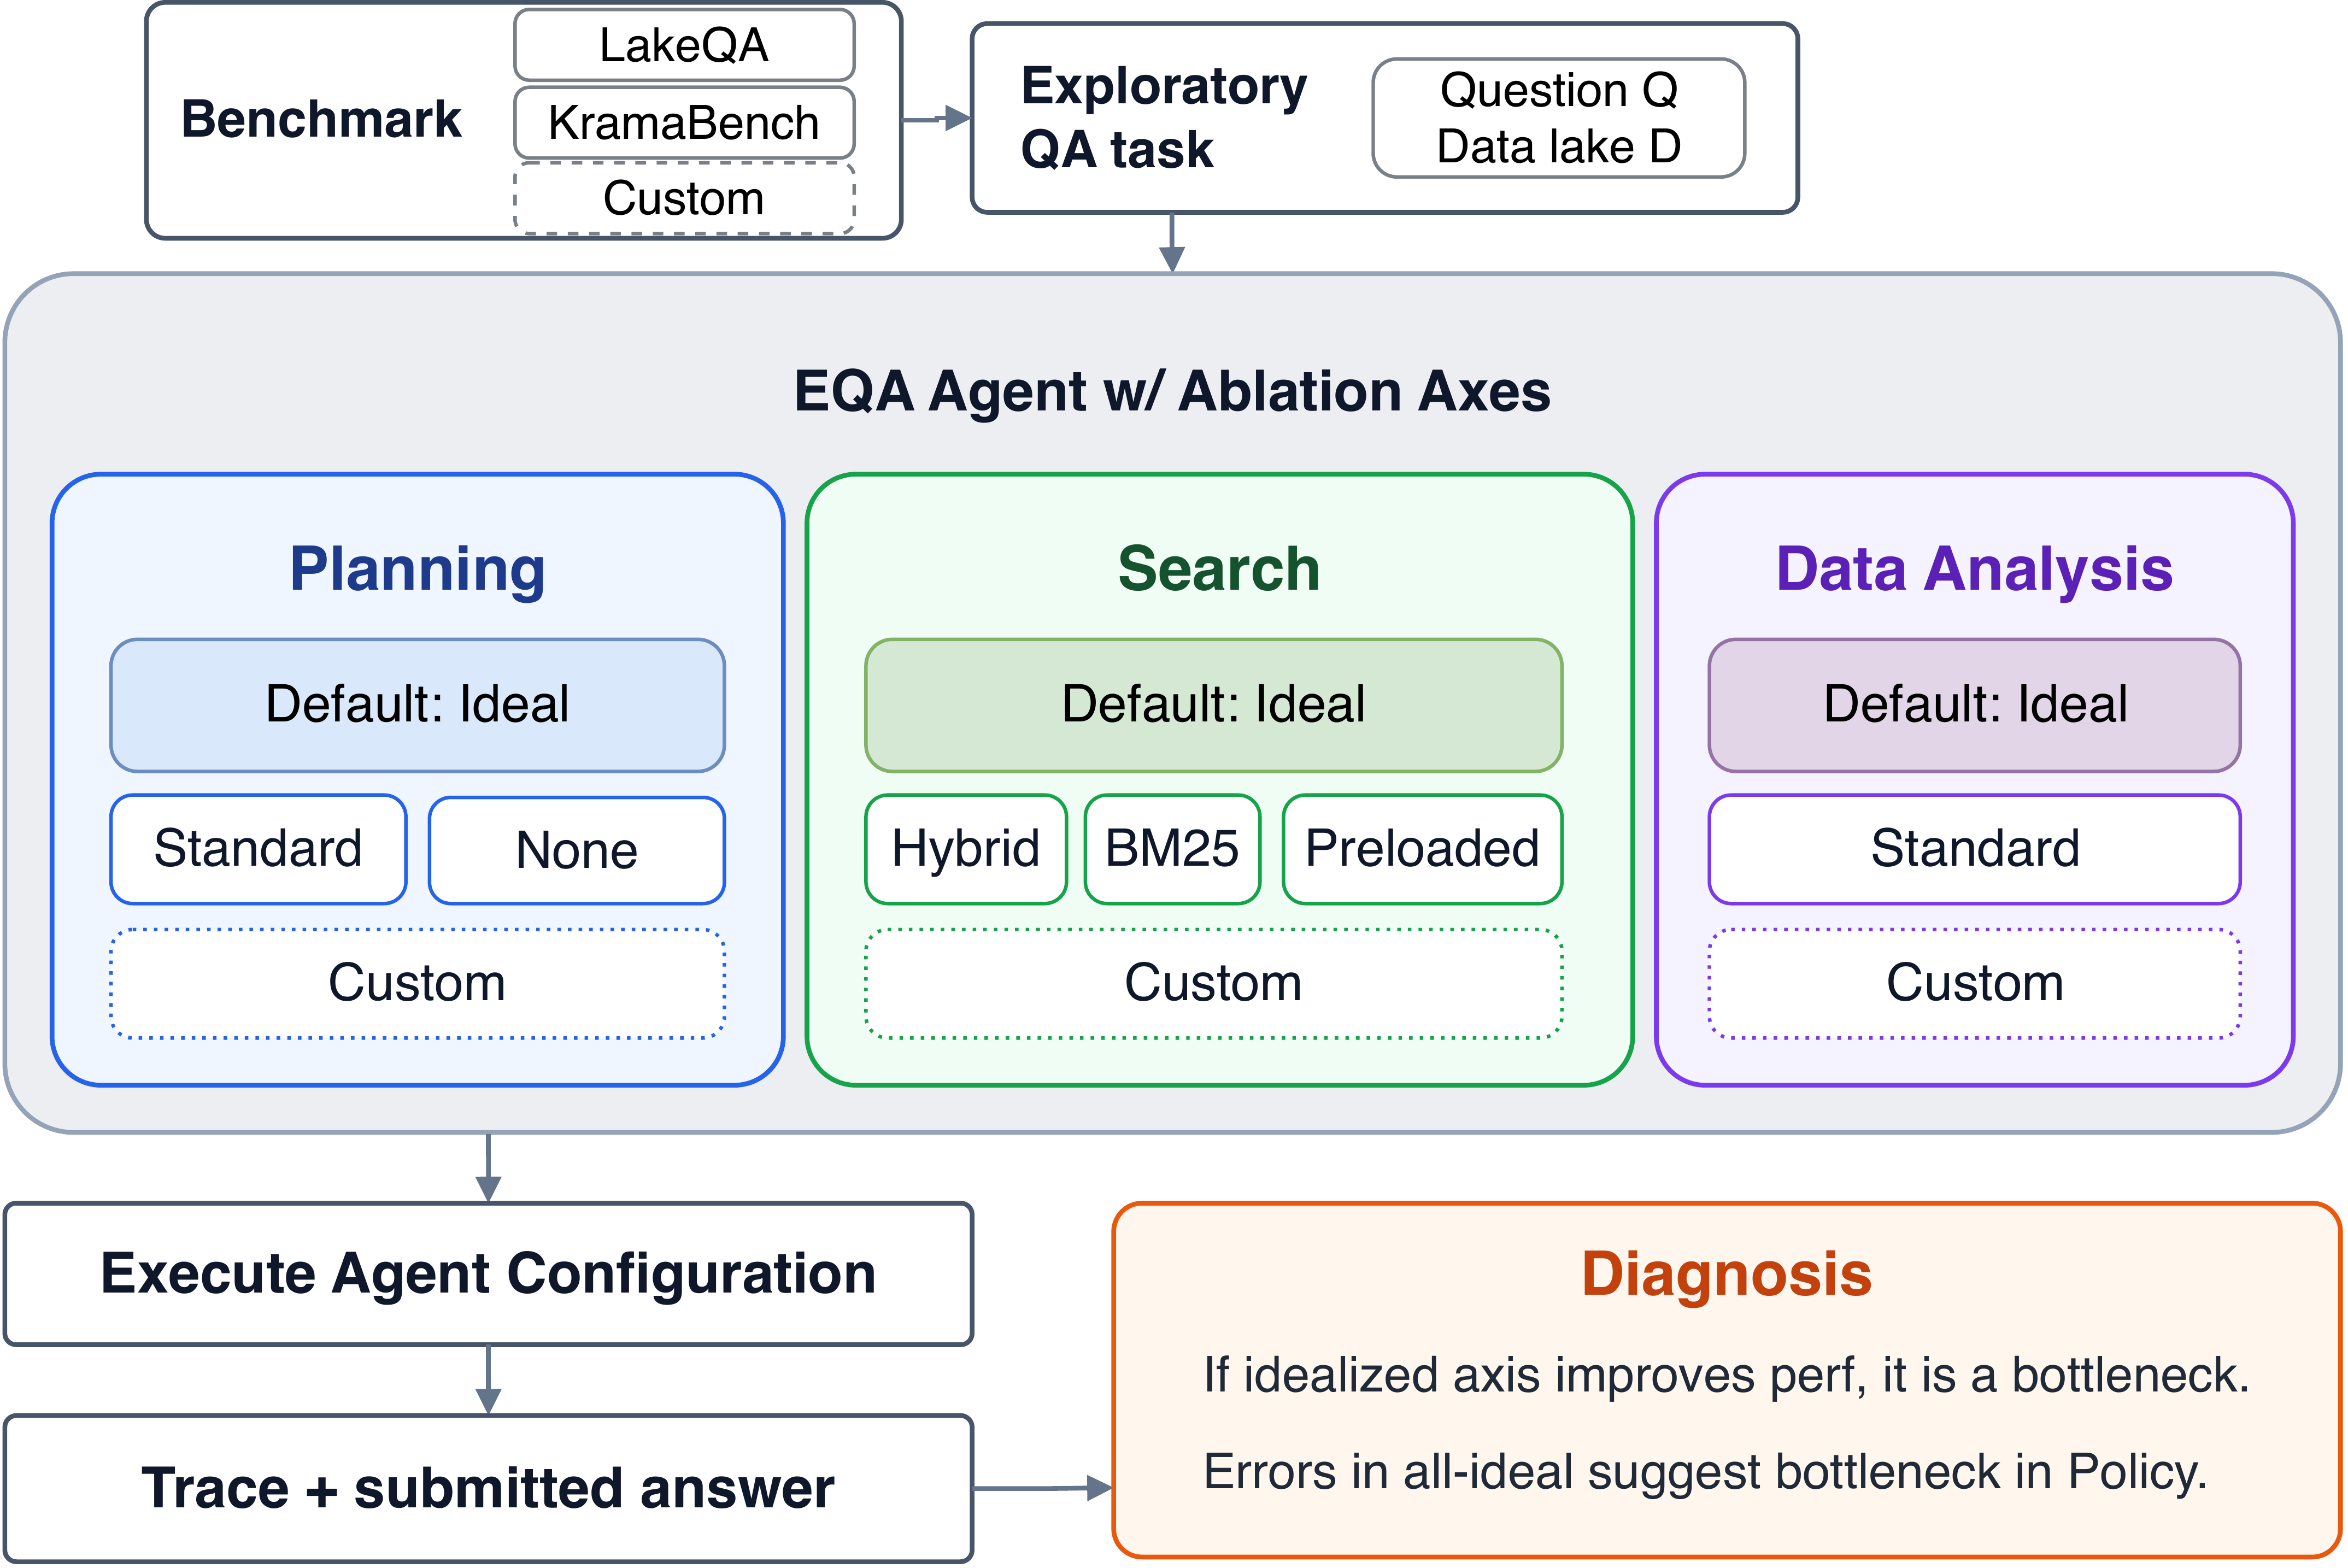 Benchmark
LakeQA
KramaBench
Custom
Exploratory
QA task
Question Q
Data lake D
EQA Agent w/ Ablation Axes
Planning
Default: Ideal
Standard
None
Custom
Search
Default: Ideal
Hybrid
BM25
Preloaded
Custom
Data Analysis
Default: Ideal
Standard
Custom
Execute Agent Configuration
Trace + submitted answer
Diagnosis
If idealized axis improves perf, it is a bottleneck.
Errors in all-ideal suggest bottleneck in Policy.